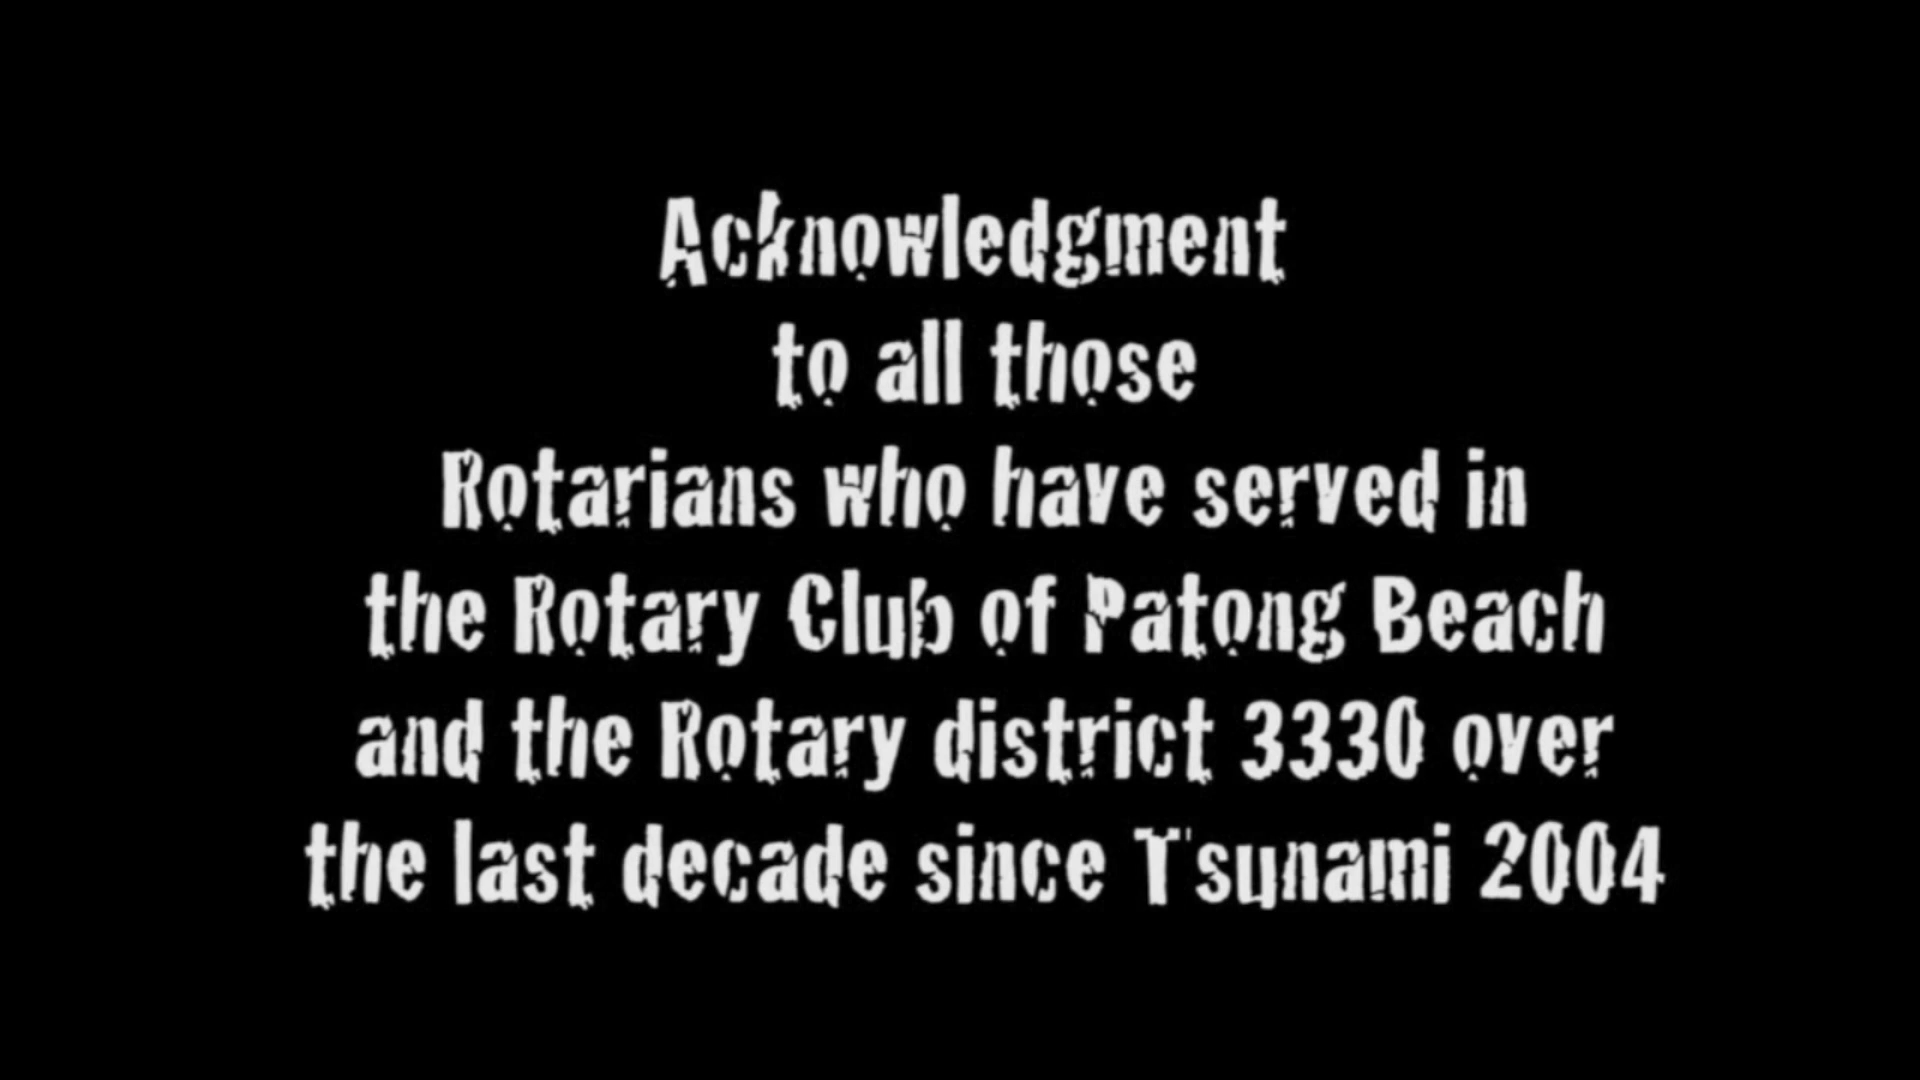 Acknowledgment
to all those
Rotarians who have served in
the Rotary Club of Patong Beach
and the Rotary district 3330 over
the last decade since Tsunami 2004